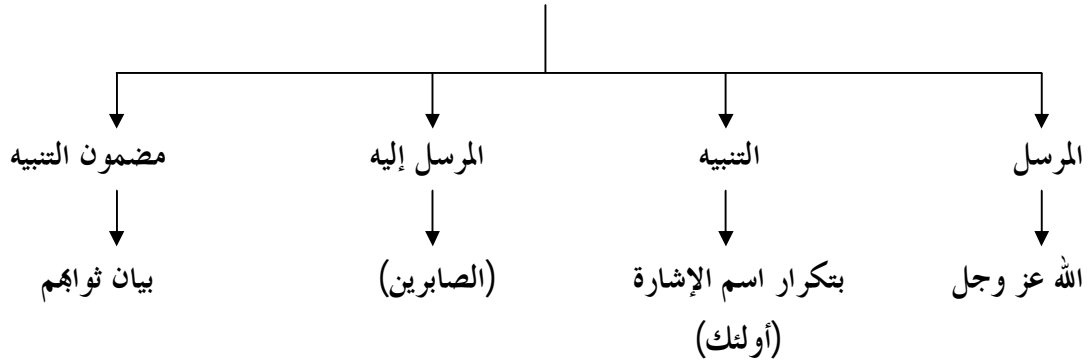 المرسل
التنبيه
المرسل إليه
مضمون التنبيه
الله عز وجل
بتكرار اسم الإشارة
(أولئك)
(الصابرين)
بيان ثوابهم